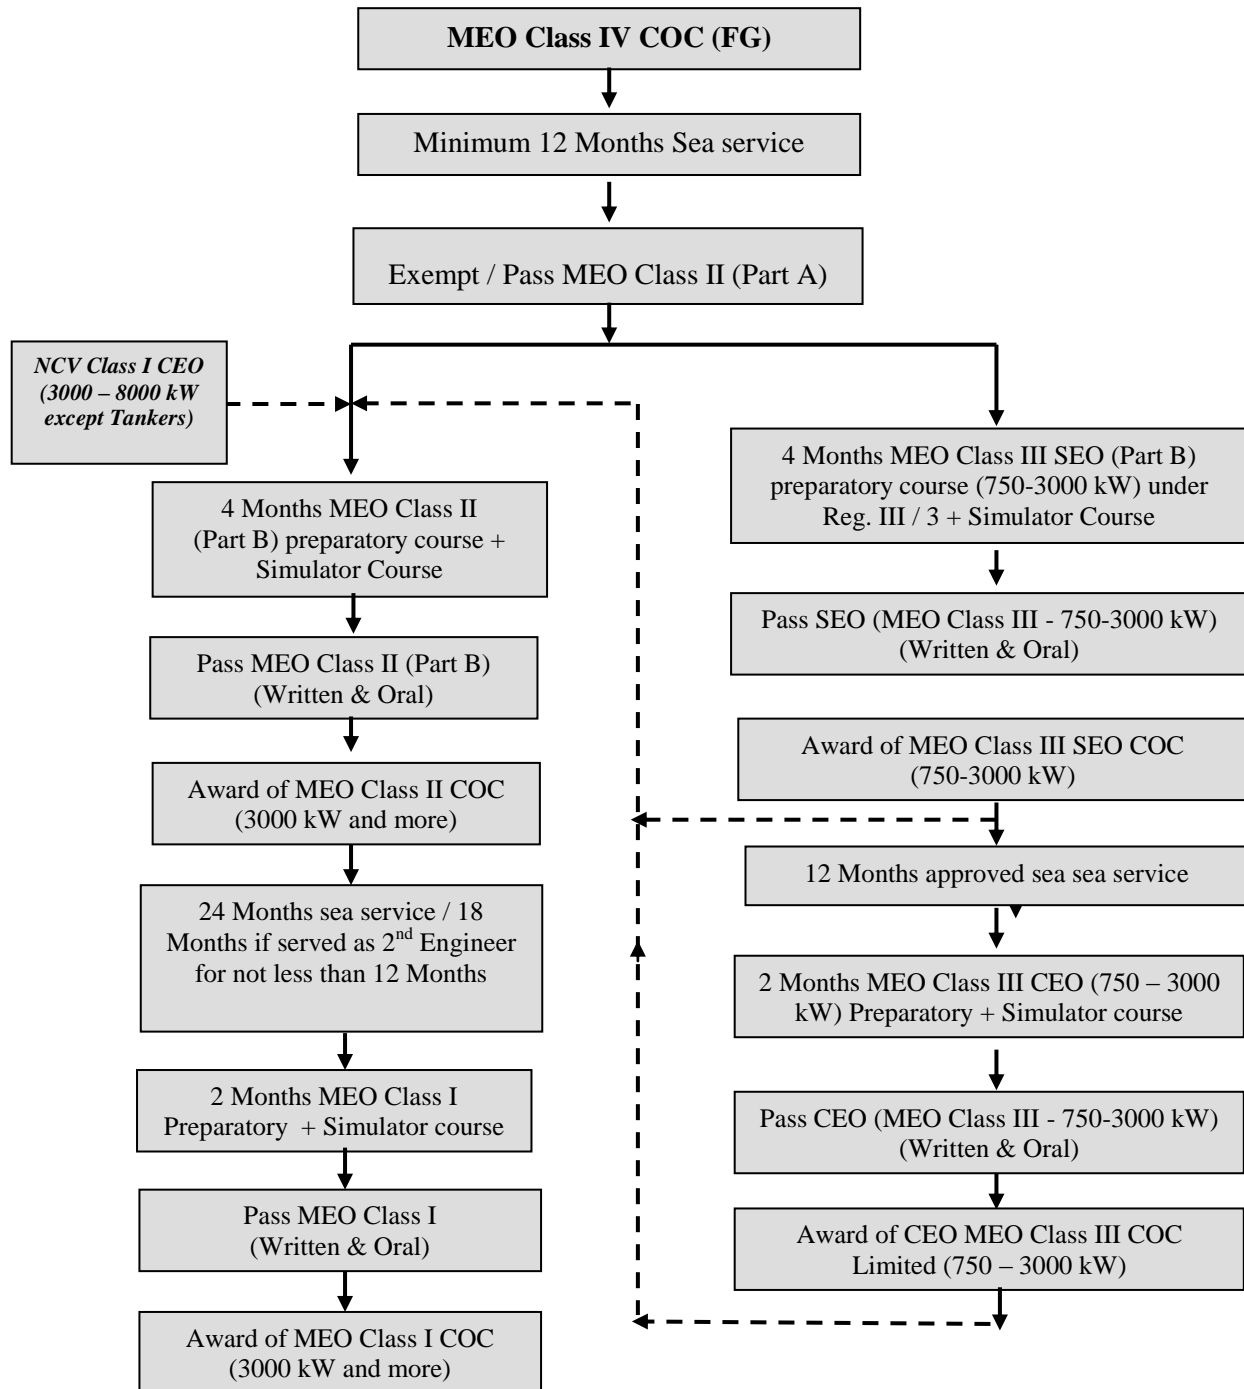 MEO Class IV COC (FG)
Minimum 12 Months Sea service
Exempt / Pass MEO Class II (Part A)
NCV Class I CEO
(3000 – 8000 kW
except Tankers)
4 Months MEO Class II
(Part B) preparatory course +
Simulator Course
Pass MEO Class II (Part B)
(Written & Oral)
Award of MEO Class II COC
(3000 kW and more)
24 Months sea service / 18
Months if served as 2nd Engineer
for not less than 12 Months
2 Months MEO Class I
Preparatory + Simulator course
Pass MEO Class I
(Written & Oral)
Award of MEO Class I COC
(3000 kW and more)
4 Months MEO Class III SEO (Part B)
preparatory course (750-3000 kW) under
Reg. III / 3 + Simulator Course
Pass SEO (MEO Class III - 750-3000 kW)
(Written & Oral)
Award of MEO Class III SEO COC
(750-3000 kW)
12 Months approved sea sea service
2 Months MEO Class III CEO (750 – 3000
kW) Preparatory + Simulator course
Pass CEO (MEO Class III - 750-3000 kW)
(Written & Oral)
Award of CEO MEO Class III COC
Limited (750 – 3000 kW)